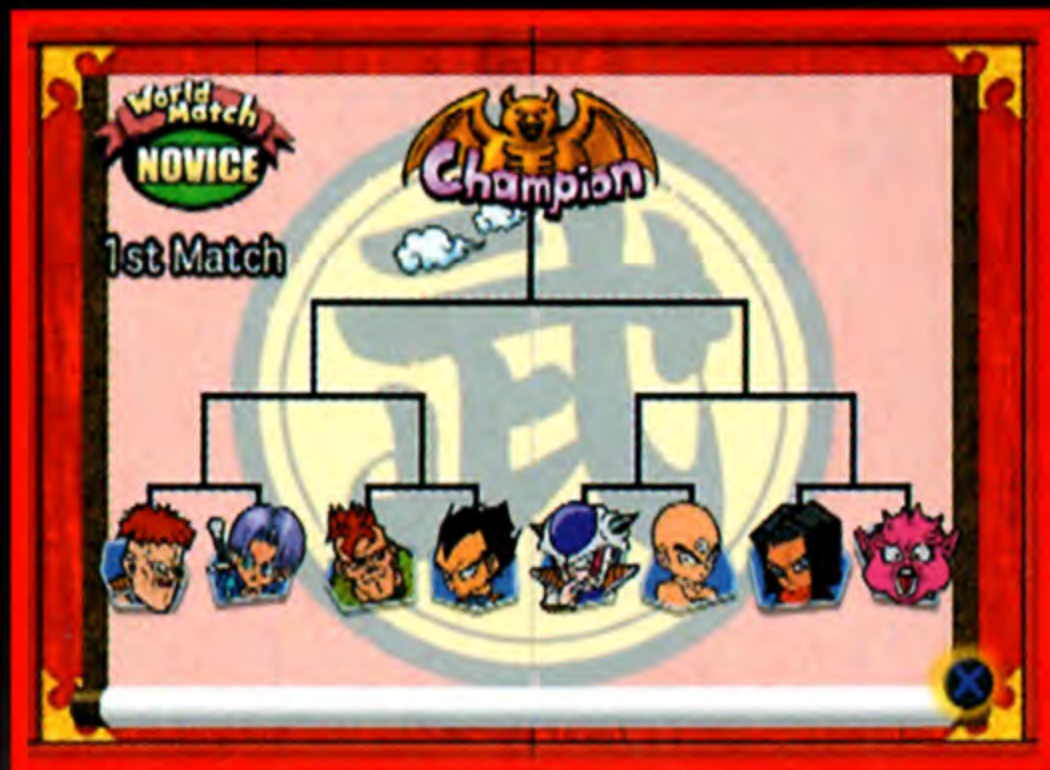 World
Match
NOVICE
Champion
1st Match
武